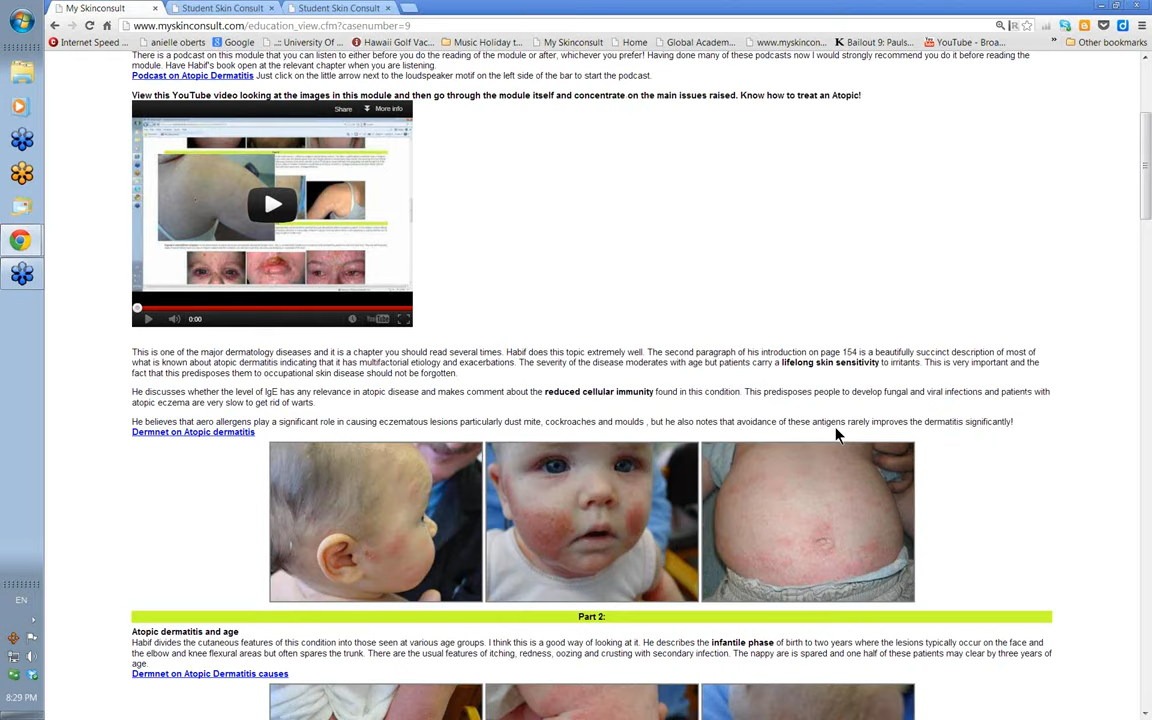 My Skinconsult
Student Skin Consult
Student Skin Consult
www.myskinconsult.com/education_view.cfm?casenumber=9
Internet Speed ...
anielle oberts
Google
..:: University Of ...
Hawaii Golf Vac...
Music Holiday t...
My Skinconsult
Home
Global Academ...
www.myskincon...
Bailout 9: Pauls...
YouTube - Broa...
»
Other bookmarks
There is a podcast on this module that you can listen to either before you do the reading of the module or after, whichever you prefer! Having done many of these podcasts now I would strongly recommend you do it before reading the
module. Have Habif's book open at the relevant chapter when you are listening.
Podcast on Atopic Dermatitis Just click on the little arrow next to the loudspeaker motif on the left side of the bar to start the podcast.
View this YouTube video looking at the images in this module and then go through the module itself and concentrate on the main issues raised. Know how to treat an Atopic!
Share
More info
0:00
YouTube
This is one of the major dermatology diseases and it is a chapter you should read several times. Habif does this topic extremely well. The second paragraph of his introduction on page 154 is a beautifully succinct description of most of
what is known about atopic dermatitis indicating that it has multifactorial etiology and exacerbations. The severity of the disease moderates with age but patients carry a lifelong skin sensitivity to irritants. This is very important and the
fact that this predisposes them to occupational skin disease should not be forgotten.
He discusses whether the level of IgE has any relevance in atopic disease and makes comment about the reduced cellular immunity found in this condition. This predisposes people to develop fungal and viral infections and patients with
atopic eczema are very slow to get rid of warts.
He believes that aero allergens play a significant role in causing eczematous lesions particularly dust mite, cockroaches and moulds , but he also notes that avoidance of these antigens rarely improves the dermatitis significantly!
Dermnet on Atopic dermatitis
Part 2:
Atopic dermatitis and age
Habif divides the cutaneous features of this condition into those seen at various age groups. I think this is a good way of looking at it. He describes the infantile phase of birth to two years where the lesions typically occur on the face and
the elbow and knee flexural areas but often spares the trunk. There are the usual features of itching, redness, oozing and crusting with secondary infection. The nappy are is spared and one half of these patients may clear by three years of
age.
Dermnet on Atopic Dermatitis causes
EN
8:29 PM